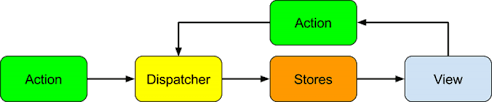 Action
Action
Dispatcher
Stores
View